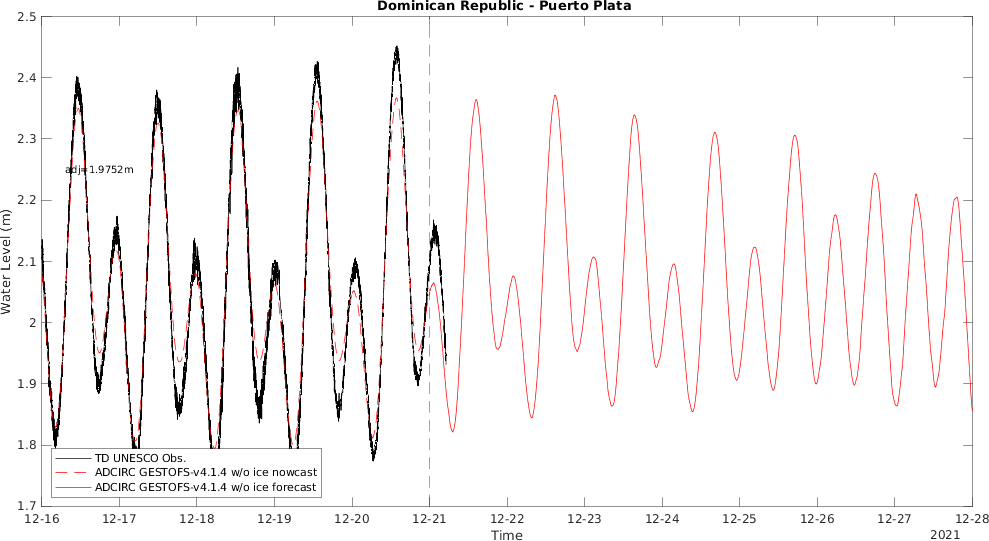 Dominican Republic - Puerto Plata
2.5
2.4
2.3
2.2
2.1
2
1.9
1.8
1.7
Water Level (m)
adj=1.9752m
TD UNESCO Obs.
ADCIRC GESTOFS-v4.1.4 w/o ice nowcast
ADCIRC GESTOFS-v4.1.4 w/o ice forecast
12-16 12-17 12-18 12-19 12-20 12-21 12-22 12-23 12-24 12-25 12-26 12-27 12-28
Time
2021